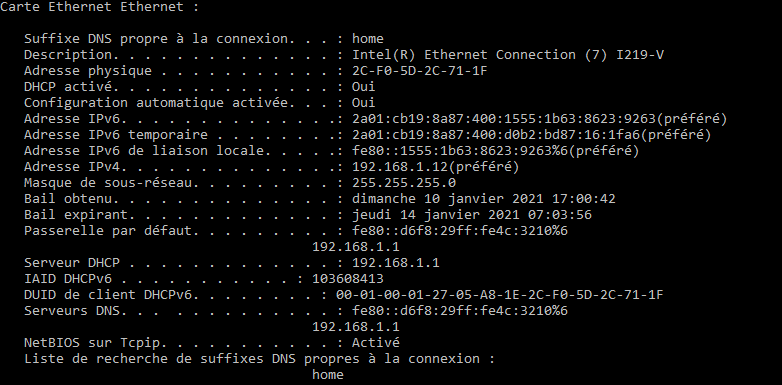 Carte Ethernet Ethernet :
Suffixe DNS propre à la connexion. . . : home
Description. . . . . . . . . . . . . . : Intel(R) Ethernet Connection (7) I219-V
Adresse physique . . . . . . . . . . . : 2C-F0-5D-2C-71-1F
DHCP activé. . . . . . . . . . . . . . : Oui
Configuration automatique activée. . . : Oui
Adresse IPv6. . . . . . . . . . . . . .: 2a01:cb19:8a87:400:1555:1b63:8623:9263(préféré)
Adresse IPv6 temporaire . . . . . . . .: 2a01:cb19:8a87:400:d0b2:bd87:16:1fa6(préféré)
Adresse IPv6 de liaison locale. . . . .: fe80::1555:1b63:8623:9263%6(préféré)
Adresse IPv4. . . . . . . . . . . . . .: 192.168.1.12(préféré)
Masque de sous-réseau. . . . . . . . . : 255.255.255.0
Bail obtenu. . . . . . . . . . . . . . : dimanche 10 janvier 2021 17:00:42
Bail expirant. . . . . . . . . . . . . : jeudi 14 janvier 2021 07:03:56
Passerelle par défaut. . . . . . . . . : fe80::d6f8:29ff:fe4c:3210%6
192.168.1.1
Serveur DHCP . . . . . . . . . . . . . : 192.168.1.1
IAID DHCPv6 . . . . . . . . . . . : 103608413
DUID de client DHCPv6. . . . . . . . : 00-01-00-01-27-05-A8-1E-2C-F0-5D-2C-71-1F
Serveurs DNS. . . . . . . . . . . . . : fe80::d6f8:29ff:fe4c:3210%6
192.168.1.1
NetBIOS sur Tcpip. . . . . . . . . . . : Activé
Liste de recherche de suffixes DNS propres à la connexion :
home